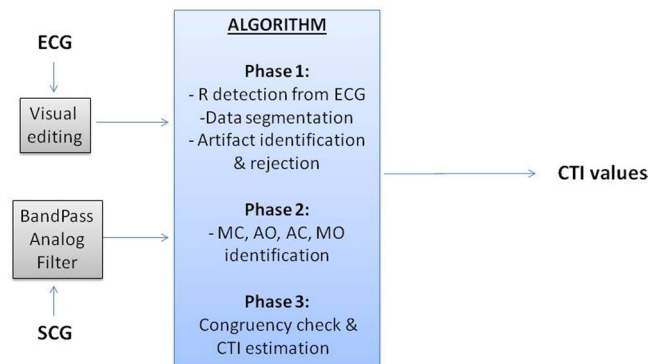 ECG
Visual
editing
BandPass
Analog
Filter
SCG
ALGORITHM
Phase 1:
- R detection from ECG
-Data segmentation
- Artifact identification
& rejection
Phase 2:
- MC, AO, AC, MO
identification
Phase 3:
Congruency check &
CTI estimation
CTI values